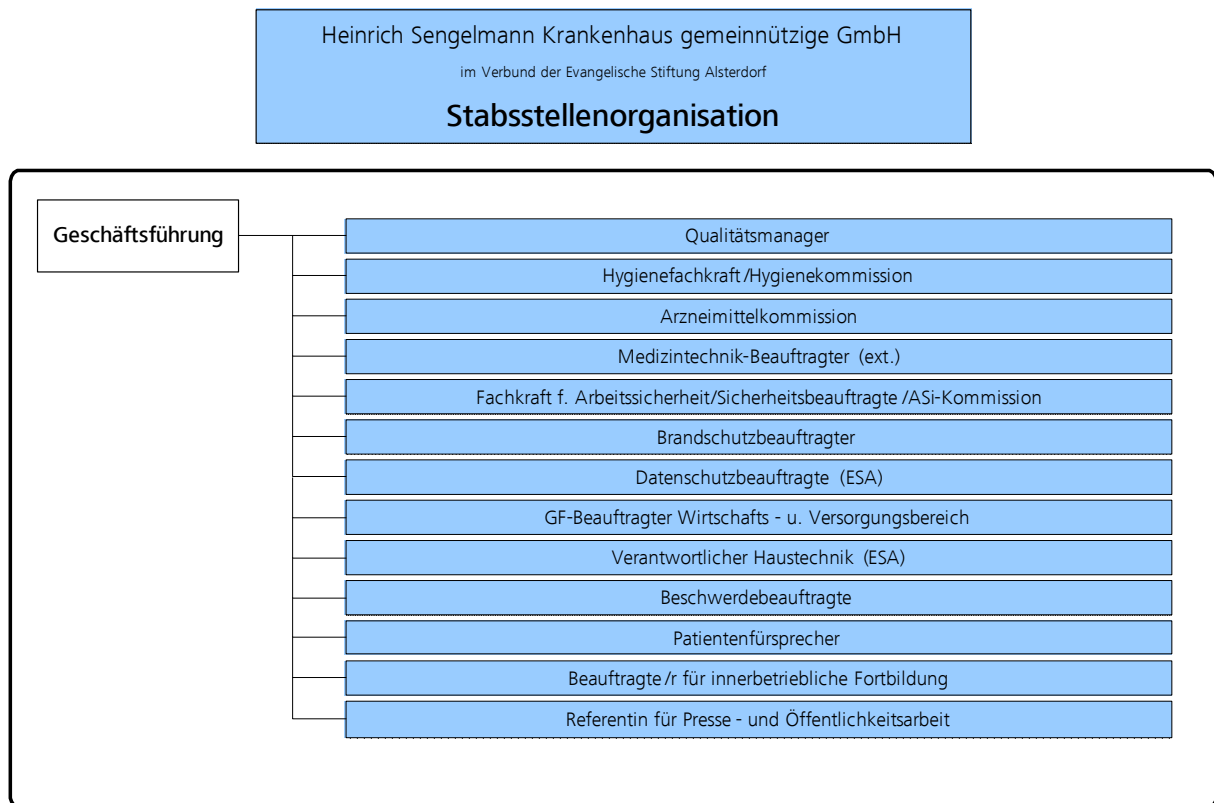 Heinrich Sengelmann Krankenhaus gemeinnützige GmbH
im Verbund der Evangelische Stiftung Alsterdorf
Stabsstellenorganisation
Geschäftsführung
Qualitätsmanager
Hygienefachkraft/Hygienekommission
Arzneimittelkommission
Medizintechnik-Beauftragter (ext.)
Fachkraft f. Arbeitssicherheit/Sicherheitsbeauftragte/ASi-Kommission
Brandschutzbeauftragter
Datenschutzbeauftragte (ESA)
GF-Beauftragter Wirtschafts- u. Versorgungsbereich
Verantwortlicher Haustechnik (ESA)
Beschwerdebeauftragte
Patientenfürsprecher
Beauftragte/r für innerbetriebliche Fortbildung
Referentin für Presse- und Öffentlichkeitsarbeit